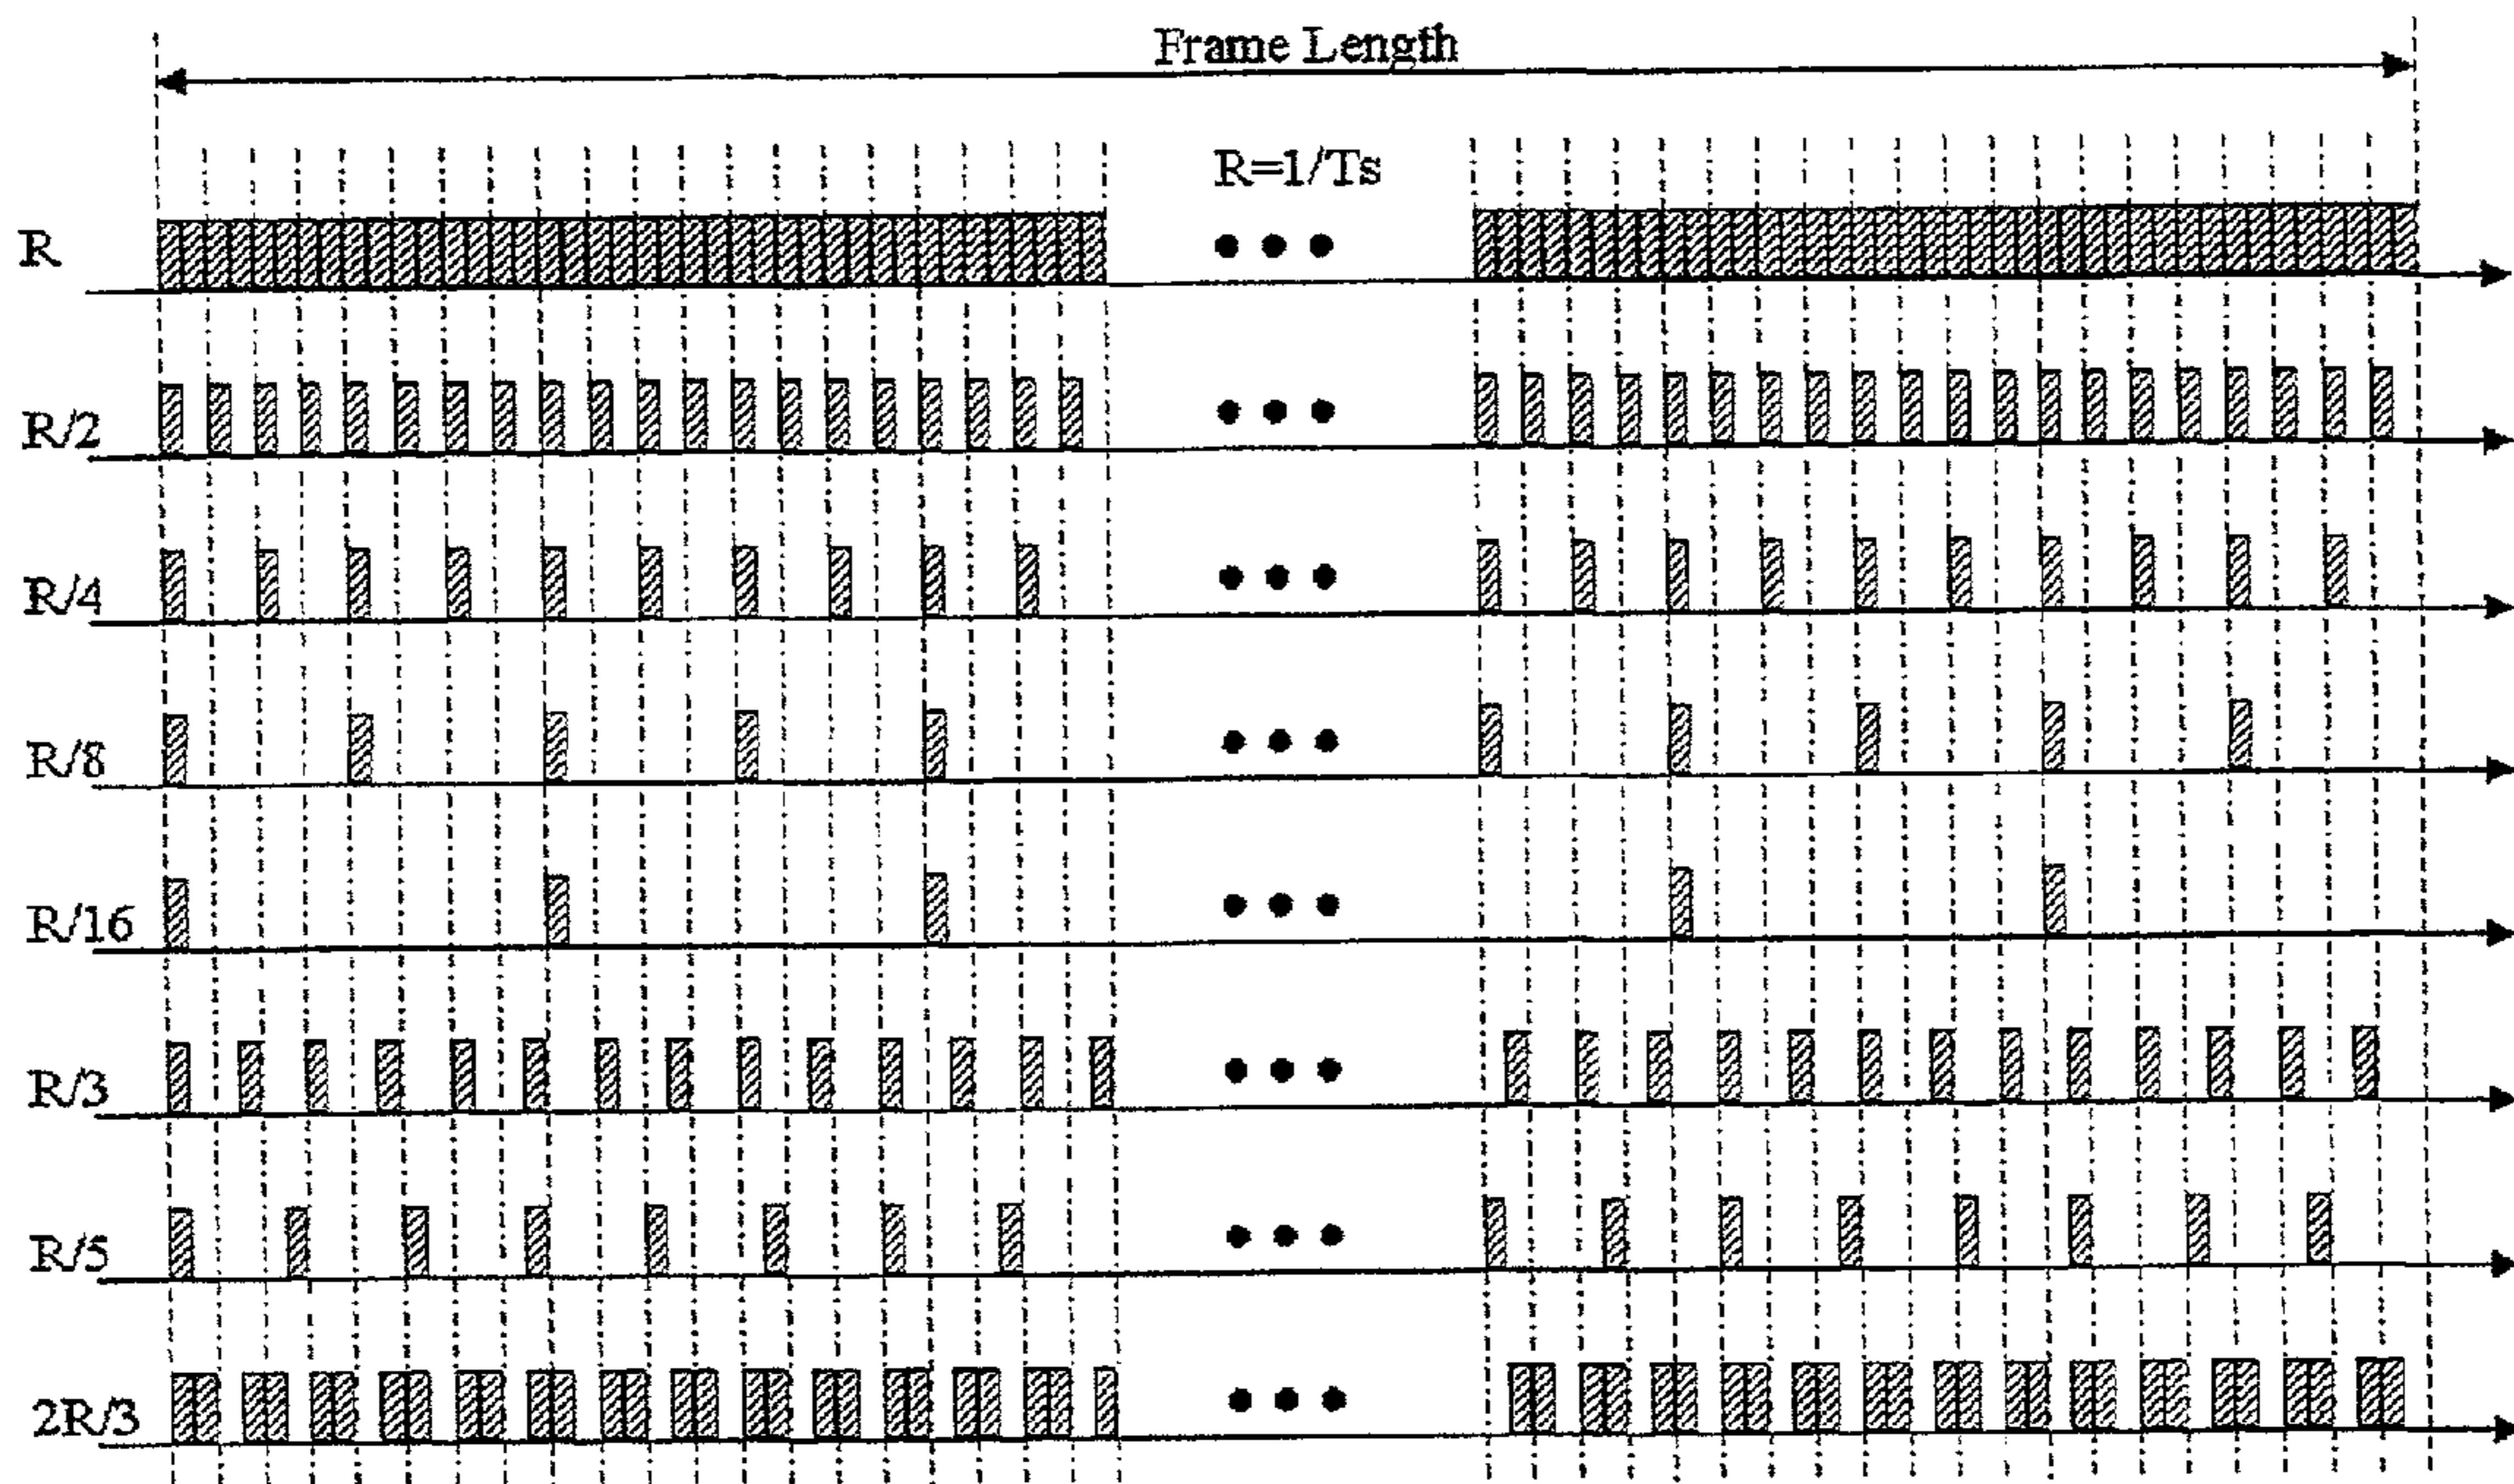 Frame Length
R=1/Ts
R
R/2
R/4
R/8
R/16
R/3
R/5
2R/3